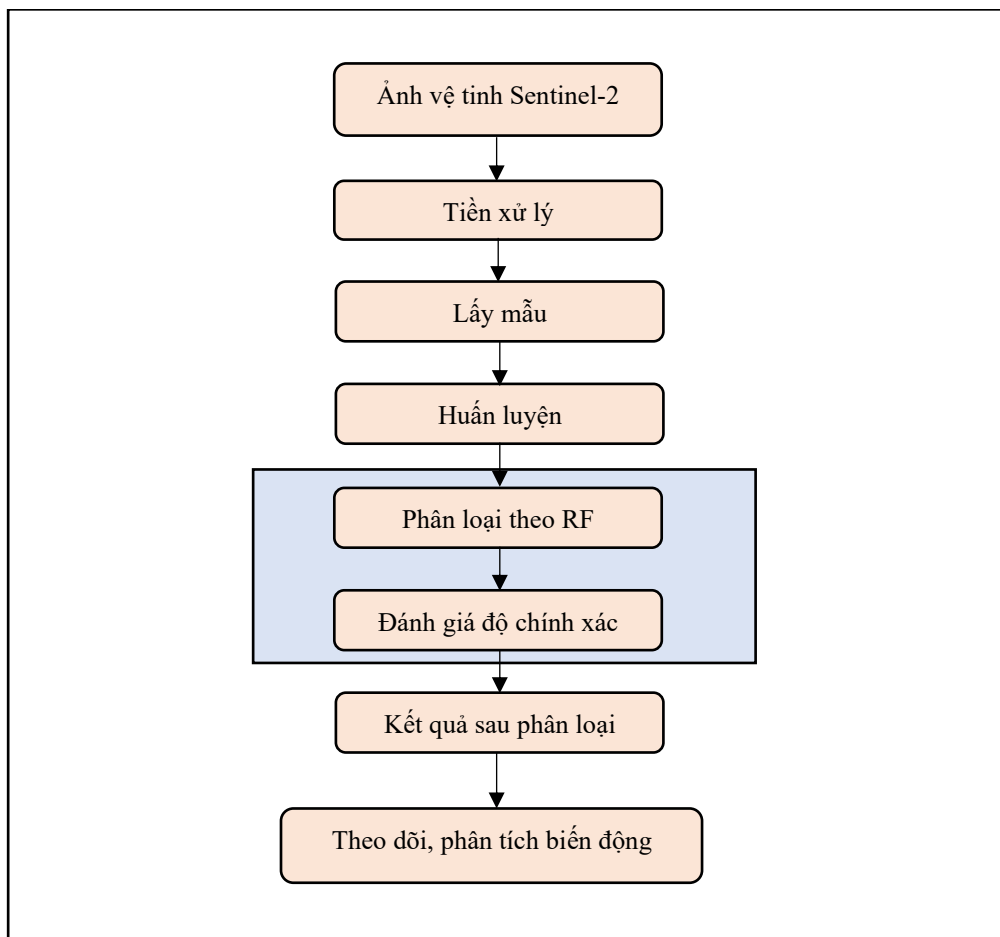 Ảnh vệ tinh Sentinel-2
Tiền xử lý
Lấy mẫu
Huấn luyện
Phân loại theo RF
Đánh giá độ chính xác
Kết quả sau phân loại
Theo dõi, phân tích biến động